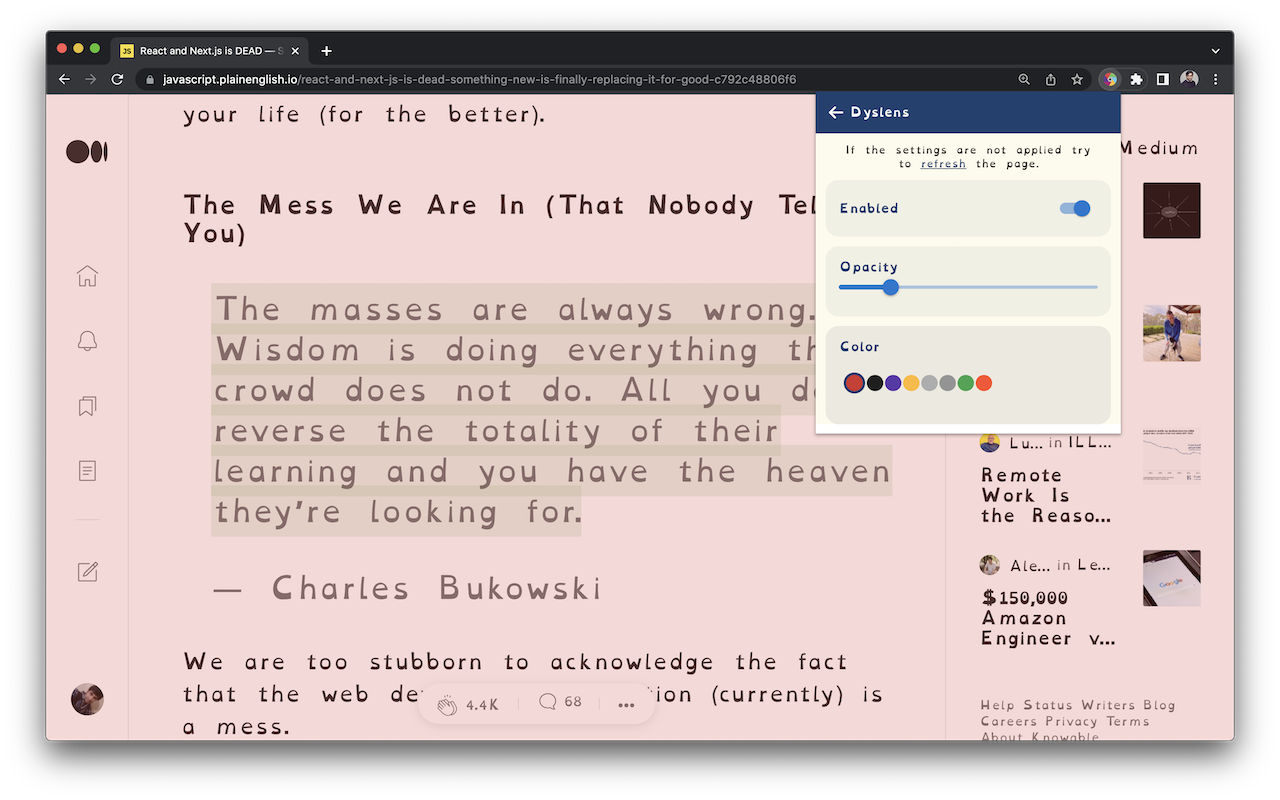 JS React and Next.js is DEAD — S
javascript.plainenglish.io/react-and-next-js-is-dead-something-new-is-finally-replacing-it-for-good-c792c48806f6
your life (for the better).
The Mess We Are In (That Nobody Tel
You)
The masses are always wrong.
Wisdom is doing everything th
crowd does not do. All you do
reverse the totality of their
learning and you have the heaven
they're looking for.
— Charles Bukowski
We are too stubborn to acknowledge the fact
that the web de tion (currently) is
a mess.
4.4K
68
Dyslens
If the settings are not applied try
to refresh the page.
Enabled
Opacity
Color
Medium
Lu... in ILL...
Remote
Work Is
the Reaso...
Ale... in Le...
$150,000
Amazon
Engineer v...
Google
Help Status Writers Blog
Careers Privacy Terms
About Knowable